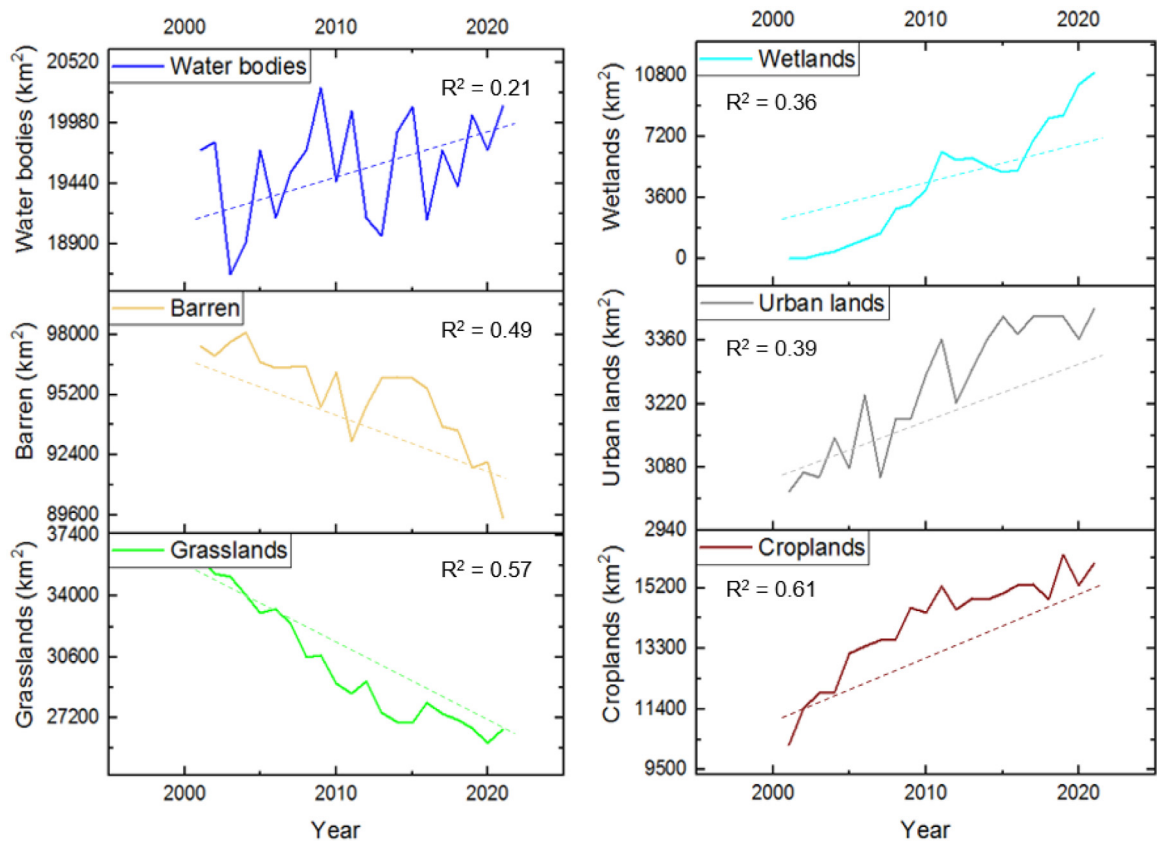 2000 2010 2020
2000 2010 2020
Water bodies
R² = 0.21
Water bodies (km²)
20520
19980
19440
18900
Wetlands
R² = 0.36
Wetlands (km²)
10800
7200
3600
0
Barren
R² = 0.49
Barren (km²)
98000
95200
92400
89600
Urban lands
R² = 0.39
Urban lands (km²)
3360
3220
3080
2940
Grasslands
R² = 0.57
Grasslands (km²)
37400
34000
30600
27200
Croplands
R² = 0.61
Croplands (km²)
15200
13300
11400
9500
2000 2010 2020
Year
2000 2010 2020
Year